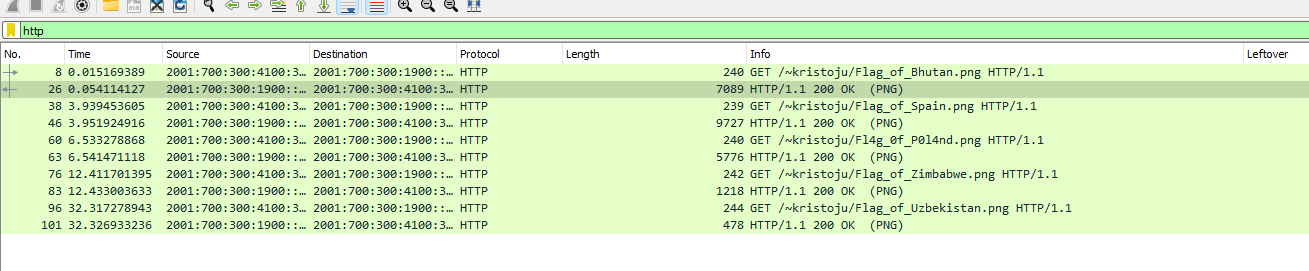 http
No. Time Source Destination Protocol Length Info Leftover
8 0.015169389 2001:700:300:4100:3… 2001:700:300:1900::… HTTP 240 GET /~kristoju/Flag_of_Bhutan.png HTTP/1.1
26 0.054114127 2001:700:300:1900::… 2001:700:300:4100:3… HTTP 7089 HTTP/1.1 200 OK  (PNG)
38 3.939453605 2001:700:300:4100:3… 2001:700:300:1900::… HTTP 239 GET /~kristoju/Flag_of_Spain.png HTTP/1.1
46 3.951924916 2001:700:300:1900::… 2001:700:300:4100:3… HTTP 9727 HTTP/1.1 200 OK  (PNG)
60 6.533278868 2001:700:300:4100:3… 2001:700:300:1900::… HTTP 240 GET /~kristoju/Fl4g_0f_P0l4nd.png HTTP/1.1
63 6.541471118 2001:700:300:1900::… 2001:700:300:4100:3… HTTP 5776 HTTP/1.1 200 OK  (PNG)
76 12.411701395 2001:700:300:4100:3… 2001:700:300:1900::… HTTP 242 GET /~kristoju/Flag_of_Zimbabwe.png HTTP/1.1
83 12.433003633 2001:700:300:1900::… 2001:700:300:4100:3… HTTP 1218 HTTP/1.1 200 OK  (PNG)
96 32.317278943 2001:700:300:4100:3… 2001:700:300:1900::… HTTP 244 GET /~kristoju/Flag_of_Uzbekistan.png HTTP/1.1
101 32.326933236 2001:700:300:1900::… 2001:700:300:4100:3… HTTP 478 HTTP/1.1 200 OK  (PNG)